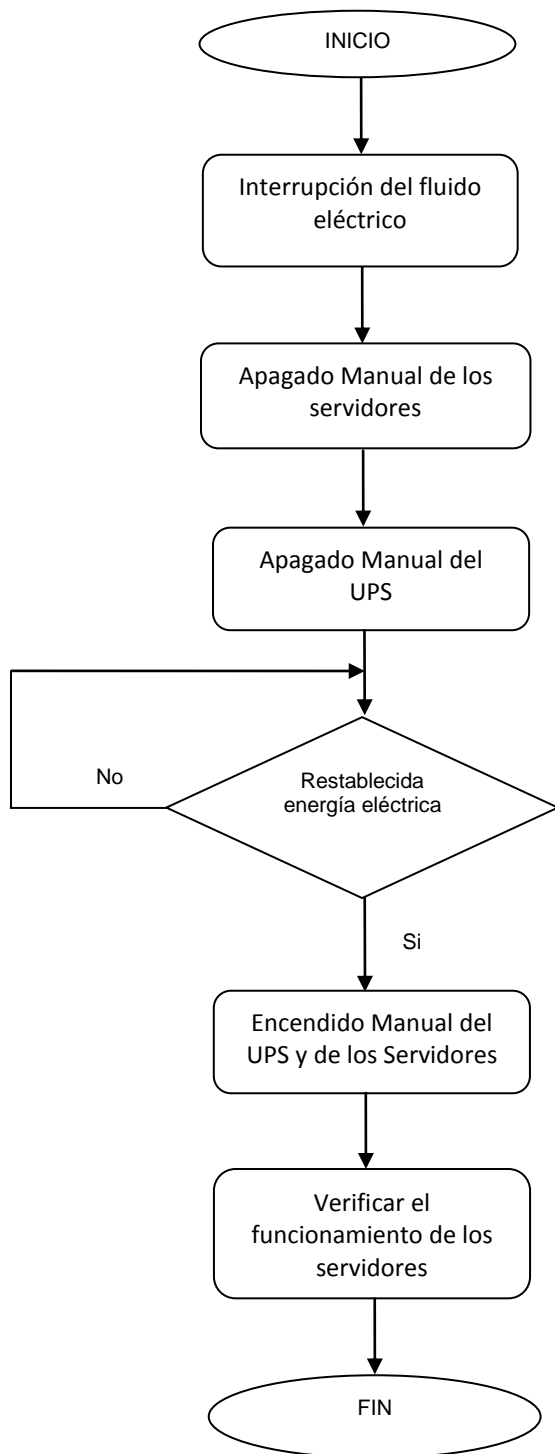 INICIO
Interrupción del fluido
eléctrico
Apagado Manual de los
servidores
Apagado Manual del
UPS
No
Restablecida
energía eléctrica
Si
Encendido Manual del
UPS y de los Servidores
Verificar el
funcionamiento de los
servidores
FIN